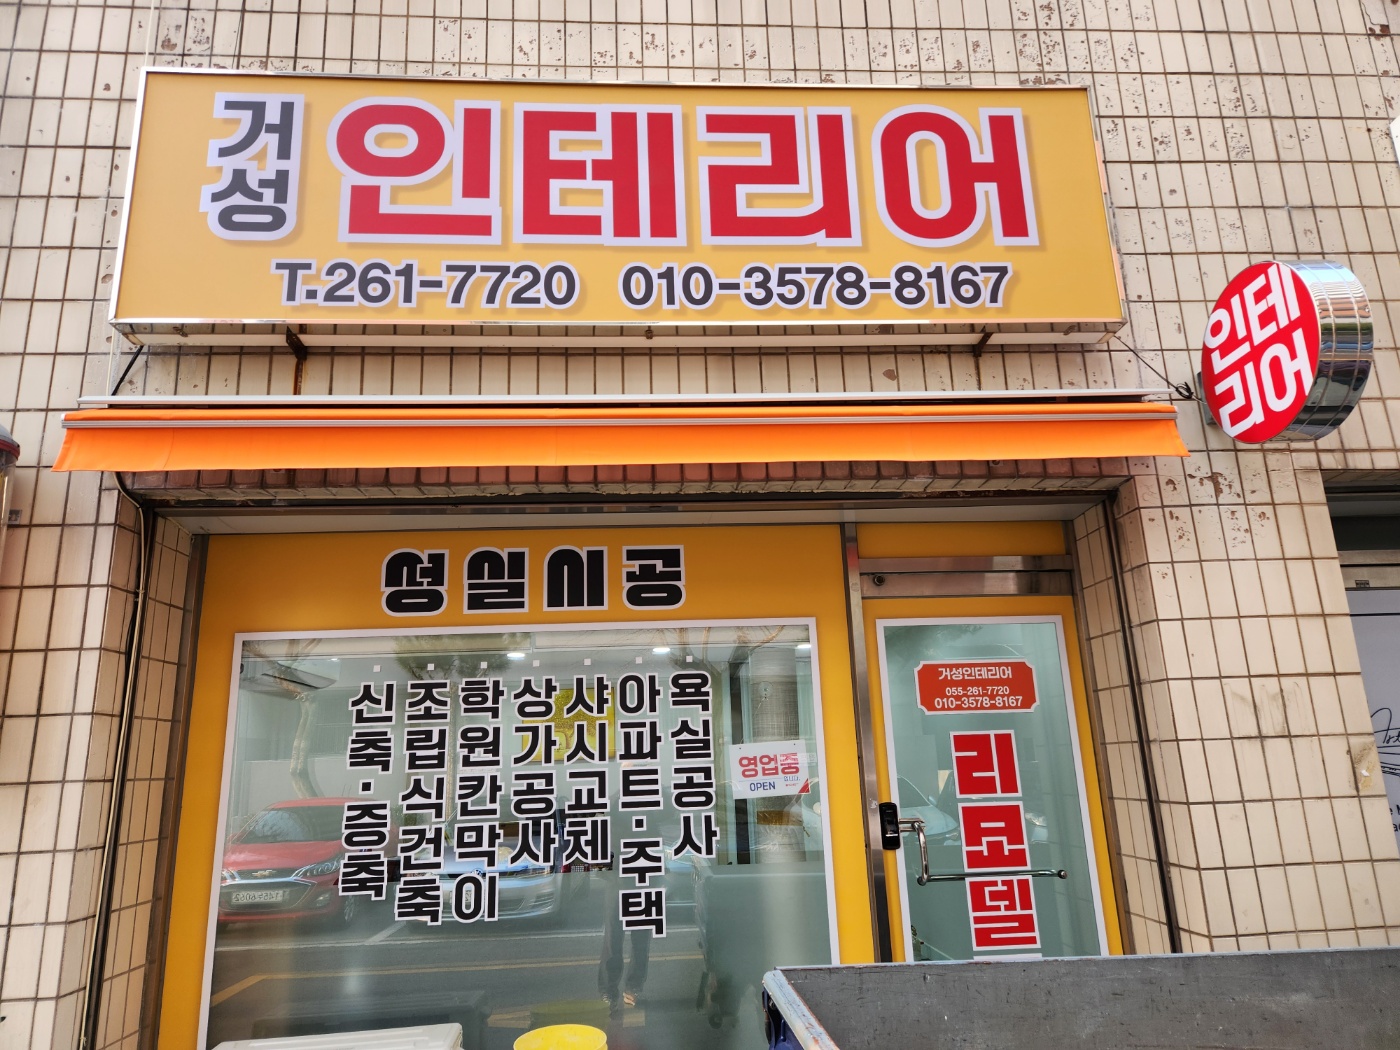 거성 인테리어
T.261-7720 010-3578-8167
인테
리어
성실시공
신축·증축
조립식건축
학원칸막이
상가공사
샤시교체
아파트·주택
욕실공사
영업중
입니다
OPEN
거성인테리어
055-261-7720
010-3578-8167
리모델